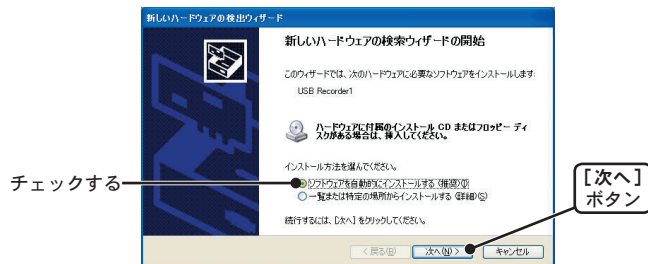 新しいハードウェアの検出ウィザード
新しいハードウェアの検索ウィザードの開始
このウィザードでは、次のハードウェアに必要なソフトウェアをインストールします:
USB Recorder1
ハードウェアに付属のインストール CD またはフロッピー ディ
スクがある場合は、挿入してください。
インストール方法を選んでください。
チェックする
ソフトウェアを自動的にインストールする (推奨)(I)
一覧または特定の場所からインストールする (詳細)(S)
[次へ]
ボタン
続行するには、[次へ] をクリックしてください。
< 戻る(B)
次へ(N) >
キャンセル